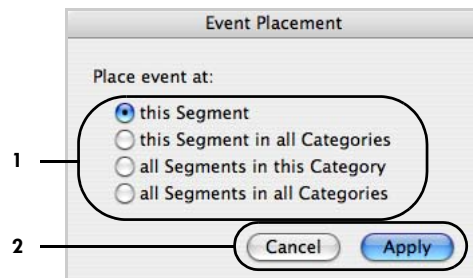 Event Placement
Place event at:
this Segment
this Segment in all Categories
1
all Segments in this Category
all Segments in all Categories
2
Cancel
Apply